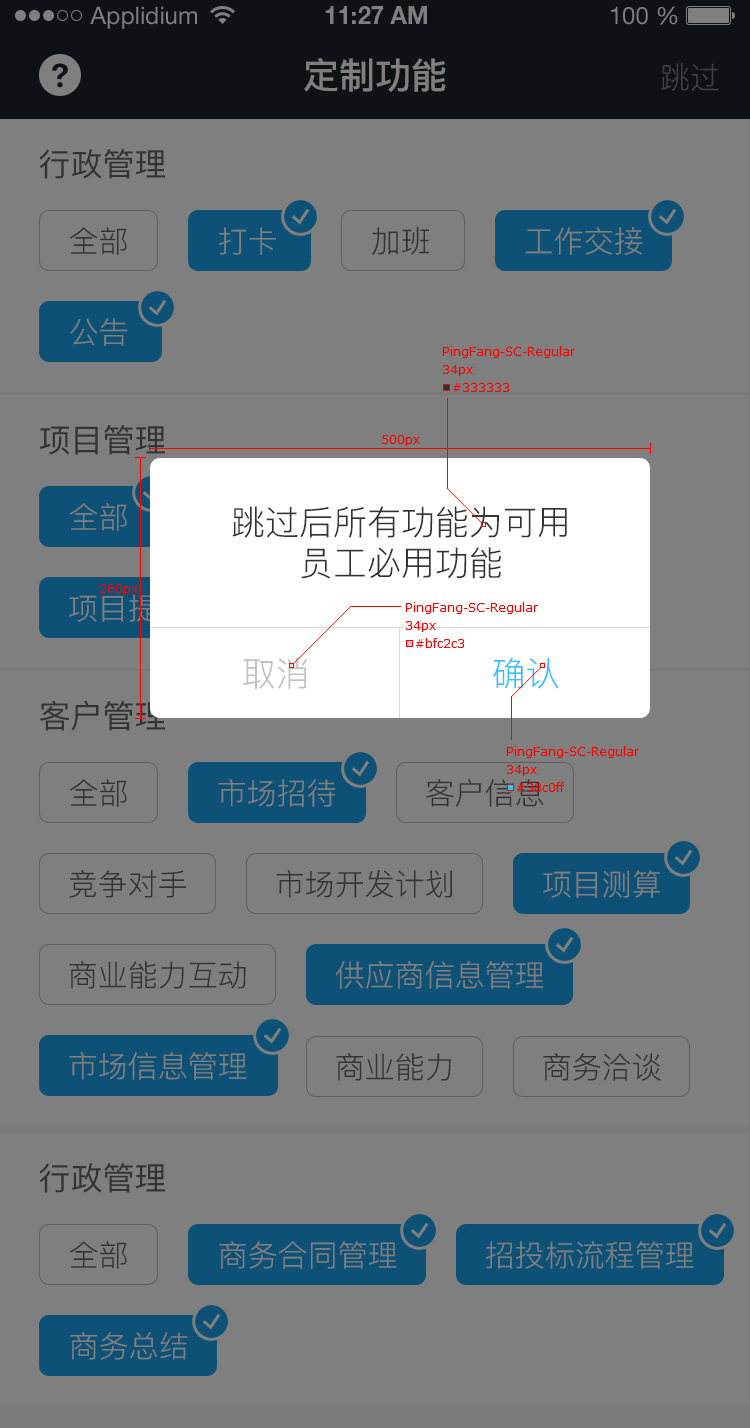 Applidium 11:27 AM 100 %
? 定制功能 跳过
行政管理
全部 打卡 加班 工作交接
公告
PingFang-SC-Regular
34px
#333333
项目管理
500px
全部
跳过后所有功能为可用
员工必用功能
260px
项目提
PingFang-SC-Regular
34px
#bfc2c3
取消 确认
客户管理
PingFang-SC-Regular
34px
#38c0ff
全部 市场招待 客户信息
竞争对手 市场开发计划 项目测算
商业能力互动 供应商信息管理
市场信息管理 商业能力 商务洽谈
行政管理
全部 商务合同管理 招投标流程管理
商务总结